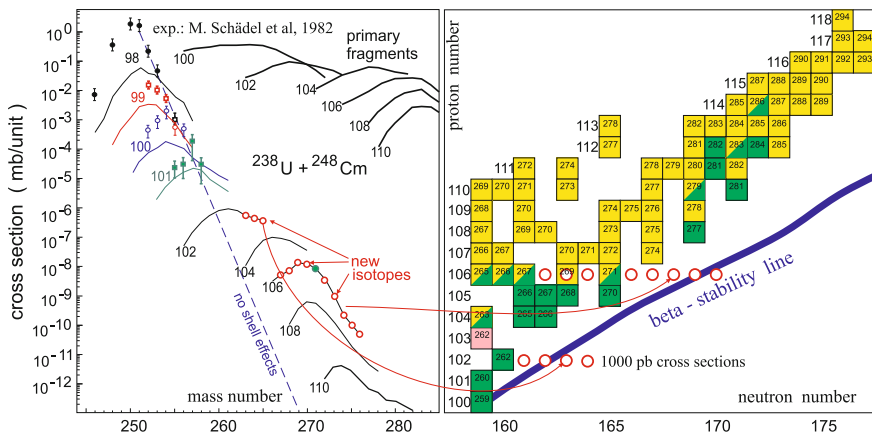 exp.: M. Schädel et al, 1982
primary
fragments
10^0
10^-1
10^-2
10^-3
10^-4
10^-5
10^-6
10^-7
10^-8
10^-9
10^-10
10^-11
10^-12
cross section ( mb/unit )
98
99
100
101
100
102
104
106
108
110
238U + 248Cm
102
104
106
108
110
new
isotopes
no shell effects
mass number
250 260 270 280
proton number
118 294
117 293 294
116 290 291 292 293
115 287 288 289 290
114 285 286 287 288 289
113 278 282 283 284 285 286
112 277 282 283 284 285
111 272 274 278 279 280 281 282
110 269 270 271 273 277 279 281
109 268 270 274 275 276 278
108 269 270 275 277
107 266 267 270 271 272 274
106 265 266 267 269 271
105 266 267 268 270
104 263 265 266
103 262
102 262
101 260
100 259
beta - stability line
1000 pb cross sections
neutron number
160 165 170 175